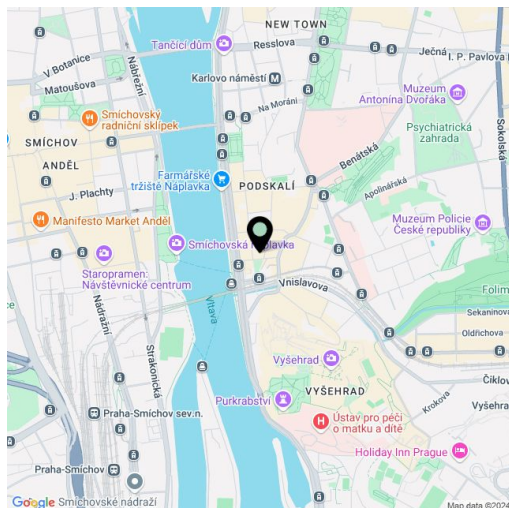 NEW TOWN
Tančící dům
Resslova
Ječná
I. P. Pavlova
V Botanice
Matoušova
Nábřežní
Karlovo náměstí
Muzeum
Antonína Dvořáka
Na Moráni
Smíchovský
radniční sklípek
Psychiatrická
zahrada
Sokolská
SMÍCHOV
ANDĚL
Benátská
Farmářské
tržiště Náplavka
PODSKALÍ
Apolinářská
J. Plachty
Manifesto Market Anděl
Muzeum Policie
České republiky
Smíchovská
Staropramen:
Návštěvnické centrum
Vnislavova
Folim
Nádražní
Vltava
Sekaninova
Oldřichova
Strakonická
Vyšehrad
Čiklov
VYŠEHRAD
Krokova
Purkrabství
Vyšehra
Praha-Smíchov sev.n.
Ústav pro péči
o matku a dítě
Holiday Inn Prague
Praha-Smíchov
Google
Smíchovské nádraží
Map data ©2024